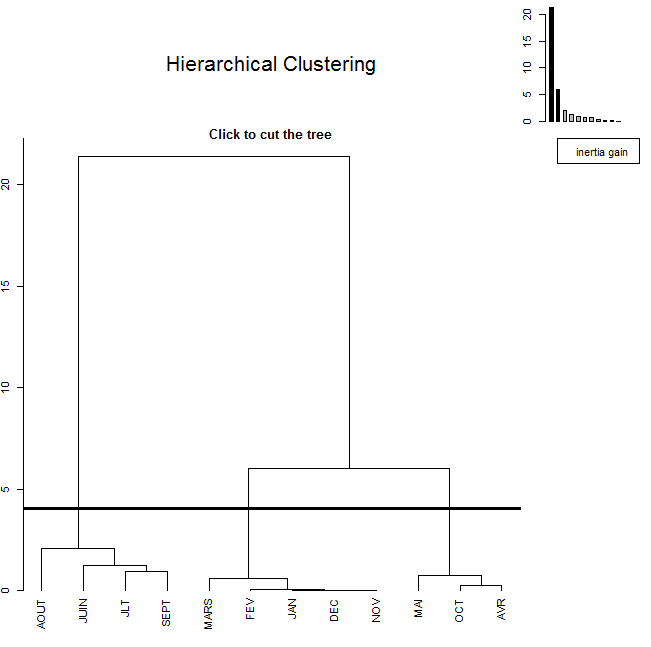 Hierarchical Clustering
Click to cut the tree
20
15
10
5
0
inertia gain
20
15
10
5
0
AOUT
JUIN
JLT
SEPT
MARS
FEV
JAN
DEC
NOV
MAI
OCT
AVR